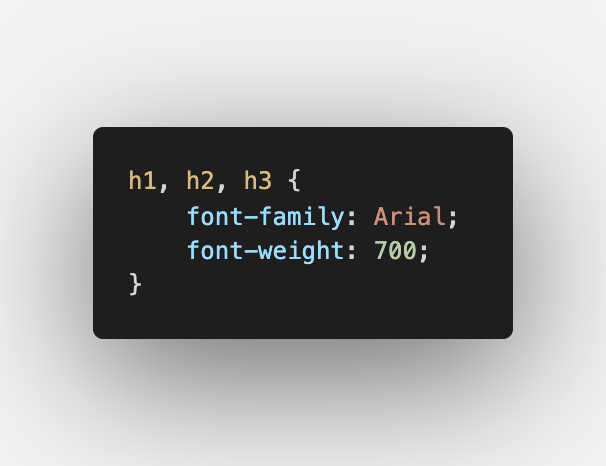 h1, h2, h3 {
    font-family: Arial;
    font-weight: 700;
}